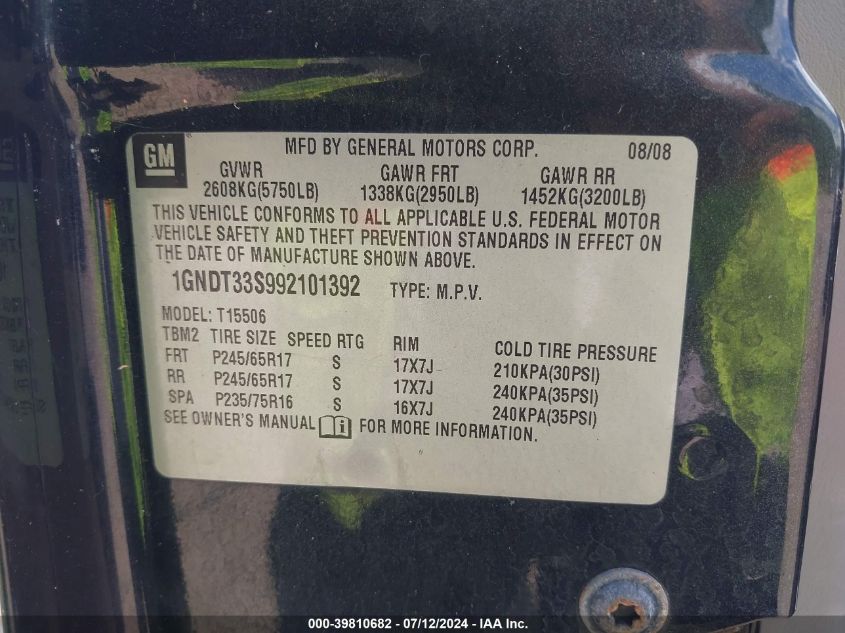 GM
MFD BY GENERAL MOTORS CORP. 08/08
GVWR GAWR FRT GAWR RR
2608KG(5750LB) 1338KG(2950LB) 1452KG(3200LB)
THIS VEHICLE CONFORMS TO ALL APPLICABLE U.S. FEDERAL MOTOR
VEHICLE SAFETY AND THEFT PREVENTION STANDARDS IN EFFECT ON
THE DATE OF MANUFACTURE SHOWN ABOVE.
1GNDT33S992101392 TYPE: M.P.V.
MODEL: T15506
TBM2 TIRE SIZE SPEED RTG RIM COLD TIRE PRESSURE
FRT P245/65R17 S 17X7J 210KPA(30PSI)
RR P245/65R17 S 17X7J 240KPA(35PSI)
SPA P235/75R16 S 16X7J 240KPA(35PSI)
SEE OWNER'S MANUAL i FOR MORE INFORMATION.
000-39810682 - 07/12/2024 - IAA Inc.